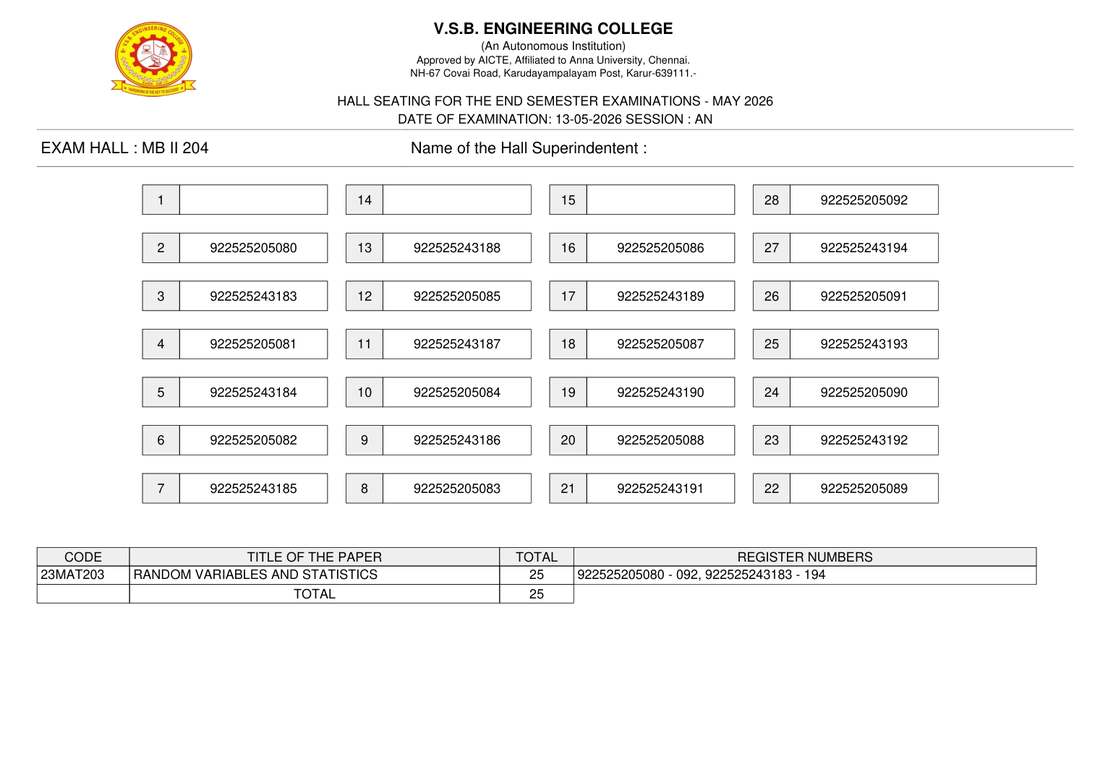 V.S.B. ENGINEERING COLLEGE
(An Autonomous Institution)
Approved by AICTE, Affiliated to Anna University, Chennai.
NH-67 Covai Road, Karudayampalayam Post, Karur-639111.-
HALL SEATING FOR THE END SEMESTER EXAMINATIONS - MAY 2026
DATE OF EXAMINATION: 13-05-2026 SESSION : AN
EXAM HALL : MB II 204 Name of the Hall Superindentent :
1 14 15 28 922525205092
2 922525205080 13 922525243188 16 922525205086 27 922525243194
3 922525243183 12 922525205085 17 922525243189 26 922525205091
4 922525205081 11 922525243187 18 922525205087 25 922525243193
5 922525243184 10 922525205084 19 922525243190 24 922525205090
6 922525205082 9 922525243186 20 922525205088 23 922525243192
7 922525243185 8 922525205083 21 922525243191 22 922525205089
CODE TITLE OF THE PAPER TOTAL REGISTER NUMBERS
23MAT203 RANDOM VARIABLES AND STATISTICS 25 922525205080 - 092, 922525243183 - 194
TOTAL 25